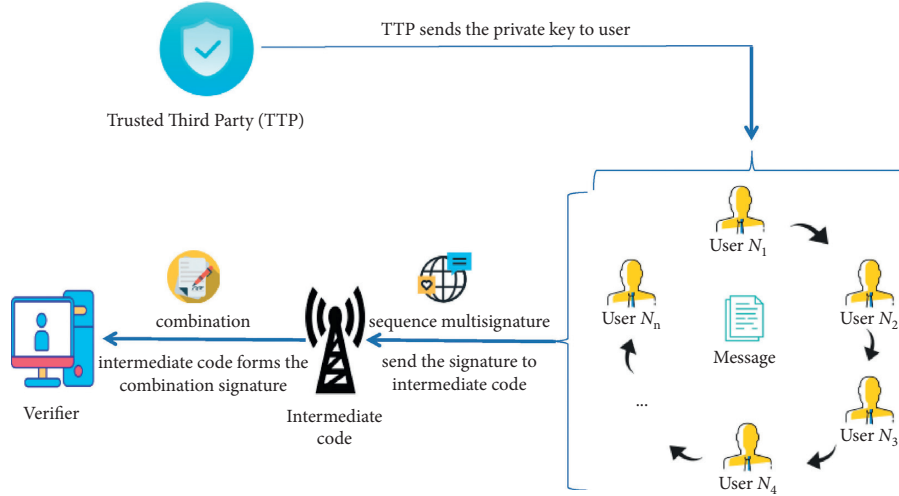 TTP sends the private key to user
Trusted Third Party (TTP)
User N1
User N2
User N3
User N4
...
User Nn
Message
sequence multisignature
send the signature to
intermediate code
Intermediate
code
combination
intermediate code forms the
combination signature
Verifier